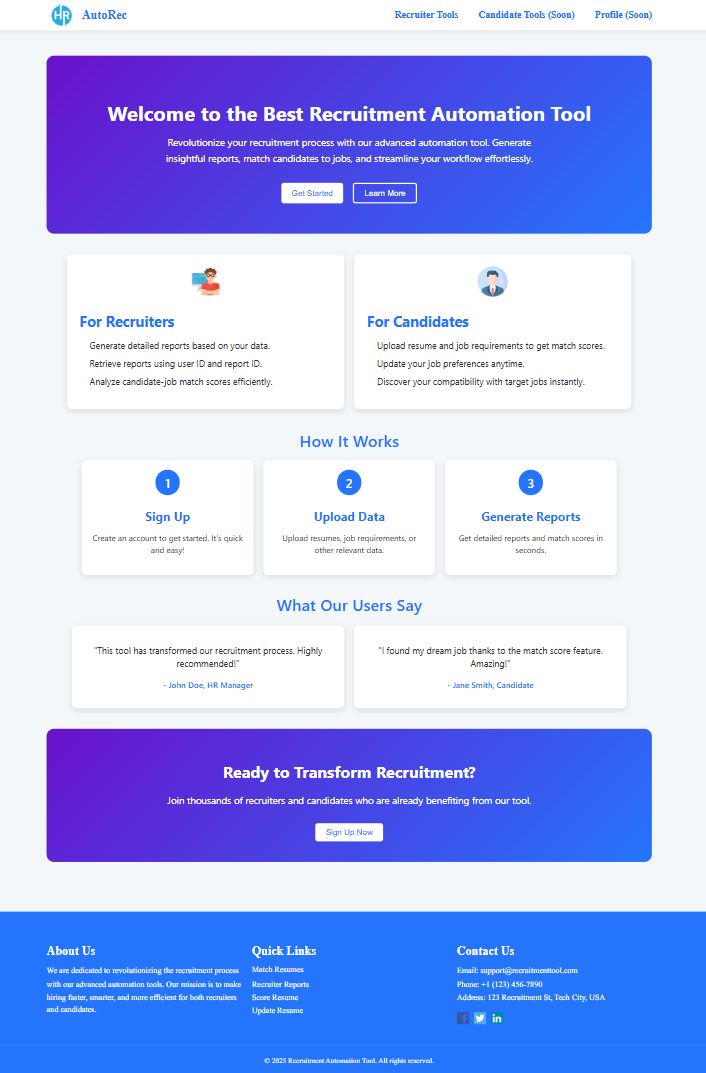 HR AutoRec
Recruiter Tools Candidate Tools (Soon) Profile (Soon)
Welcome to the Best Recruitment Automation Tool
Revolutionize your recruitment process with our advanced automation tool. Generate
insightful reports, match candidates to jobs, and streamline your workflow effortlessly.
Get Started Learn More
For Recruiters
Generate detailed reports based on your data.
Retrieve reports using user ID and report ID.
Analyze candidate-job match scores efficiently.
For Candidates
Upload resume and job requirements to get match scores.
Update your job preferences anytime.
Discover your compatibility with target jobs instantly.
How It Works
1
Sign Up
Create an account to get started. It's quick
and easy!
2
Upload Data
Upload resumes, job requirements, or
other relevant data.
3
Generate Reports
Get detailed reports and match scores in
seconds.
What Our Users Say
"This tool has transformed our recruitment process. Highly
recommended!"
- John Doe, HR Manager
"I found my dream job thanks to the match score feature.
Amazing!"
- Jane Smith, Candidate
Ready to Transform Recruitment?
Join thousands of recruiters and candidates who are already benefiting from our tool.
Sign Up Now
About Us
We are dedicated to revolutionizing the recruitment process
with our advanced automation tools. Our mission is to make
hiring faster, smarter, and more efficient for both recruiters
and candidates.
Quick Links
Match Resumes
Recruiter Reports
Score Resume
Update Resume
Contact Us
Email: support@recruitmenttool.com
Phone: +1 (123) 456-7890
Address: 123 Recruitment St, Tech City, USA
© 2025 Recruitment Automation Tool. All rights reserved.